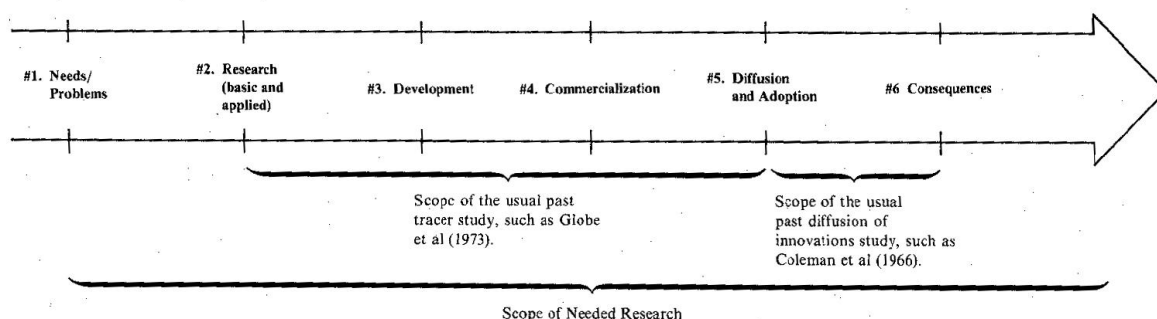 #1. Needs/
Problems
#2. Research
(basic and
applied)
#3. Development
#4. Commercialization
#5. Diffusion
and Adoption
#6 Consequences
Scope of the usual past
tracer study, such as Globe
et al (1973).
Scope of the usual
past diffusion of
innovations study, such as
Coleman et al (1966).
Scope of Needed Research